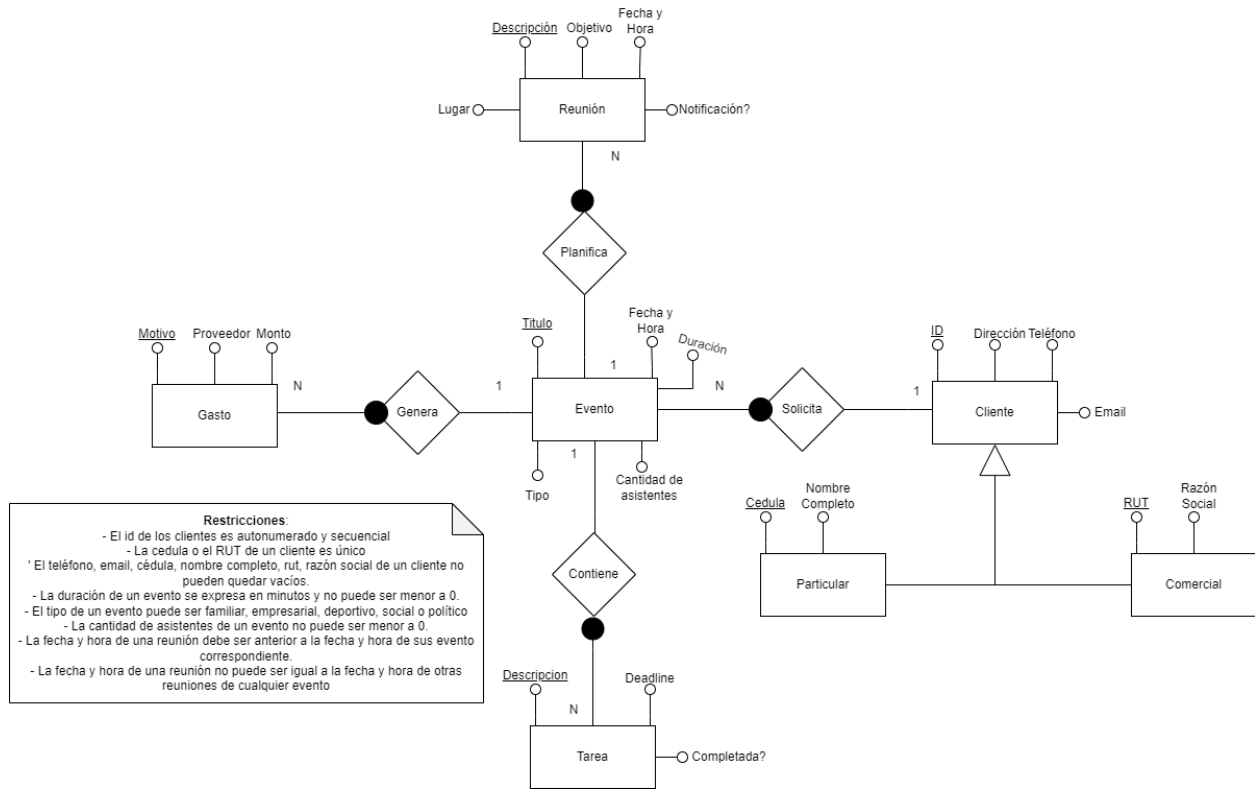 Descripción
Objetivo
Fecha y
Hora
Lugar
Reunión
Notificación?
N
Planifica
Motivo
Proveedor
Monto
Gasto
N
Genera
1
Titulo
Fecha y
Hora
Duración
1
Evento
N
Tipo
1
Cantidad de
asistentes
Solicita
1
ID
Dirección
Teléfono
Cliente
Email
Cedula
Nombre
Completo
Particular
RUT
Razón
Social
Comercial
Restricciones:
- El id de los clientes es autonumerado y secuencial
- La cedula o el RUT de un cliente es único
' El teléfono, email, cédula, nombre completo, rut, razón social de un cliente no
pueden quedar vacíos.
- La duración de un evento se expresa en minutos y no puede ser menor a 0.
- El tipo de un evento puede ser familiar, empresarial, deportivo, social o político
- La cantidad de asistentes de un evento no puede ser menor a 0.
- La fecha y hora de una reunión debe ser anterior a la fecha y hora de sus evento
correspondiente.
- La fecha y hora de una reunión no puede ser igual a la fecha y hora de otras
reuniones de cualquier evento
Contiene
Descripcion
Deadline
N
Tarea
Completada?